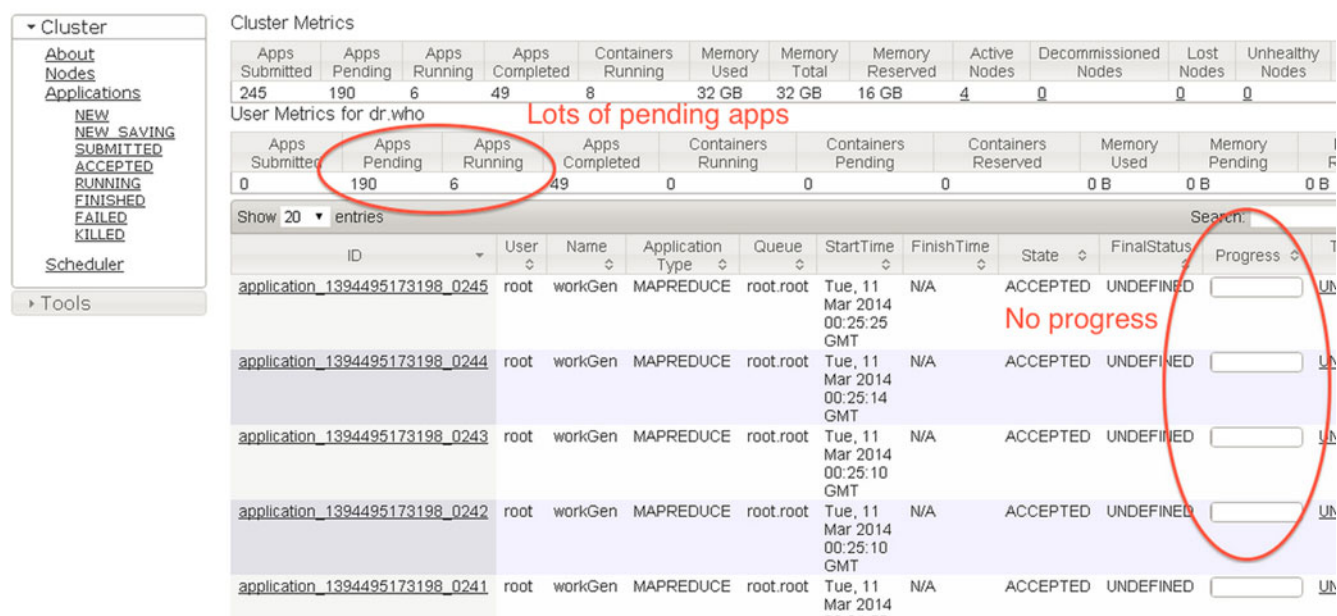 Cluster
About
Nodes
Applications
NEW
NEW_SAVING
SUBMITTED
ACCEPTED
RUNNING
FINISHED
FAILED
KILLED
Scheduler
Tools
Cluster Metrics
Apps Submitted Apps Pending Apps Running Apps Completed Containers Running Memory Used Memory Total Memory Reserved Active Nodes Decommissioned Nodes Lost Nodes Unhealthy Nodes
245 190 6 49 8 32 GB 32 GB 16 GB 4 0 0 0
User Metrics for dr.who
Lots of pending apps
Apps Submitted Apps Pending Apps Running Apps Completed Containers Running Containers Pending Containers Reserved Memory Used Memory Pending
0 190 6 49 0 0 0 0 B 0 B 0 B
Show 20 entries Search:
ID User Name Application Type Queue StartTime FinishTime State FinalStatus Progress
application_1394495173198_0245 root workGen MAPREDUCE root.root Tue, 11 N/A ACCEPTED UNDEFINED UN
Mar 2014
00:25:25
GMT
No progress
application_1394495173198_0244 root workGen MAPREDUCE root.root Tue, 11 N/A ACCEPTED UNDEFINED UN
Mar 2014
00:25:14
GMT
application_1394495173198_0243 root workGen MAPREDUCE root.root Tue, 11 N/A ACCEPTED UNDEFINED UN
Mar 2014
00:25:10
GMT
application_1394495173198_0242 root workGen MAPREDUCE root.root Tue, 11 N/A ACCEPTED UNDEFINED UN
Mar 2014
00:25:10
GMT
application_1394495173198_0241 root workGen MAPREDUCE root.root Tue, 11 N/A ACCEPTED UNDEFINED UN
Mar 2014